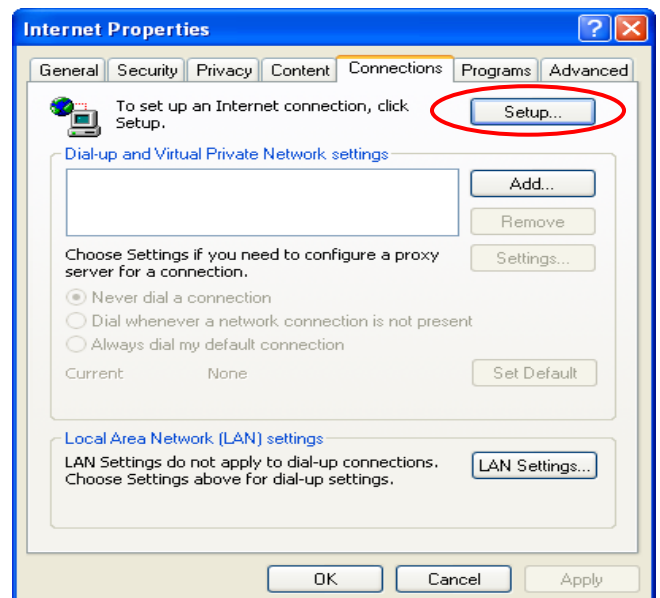 Internet Properties
General Security Privacy Content Connections Programs Advanced
To set up an Internet connection, click
Setup.
Setup...
Dial-up and Virtual Private Network settings
Add...
Remove
Choose Settings if you need to configure a proxy
server for a connection.
Settings...
Never dial a connection
Dial whenever a network connection is not present
Always dial my default connection
Current None
Set Default
Local Area Network (LAN) settings
LAN Settings do not apply to dial-up connections.
Choose Settings above for dial-up settings.
LAN Settings...
OK Cancel Apply